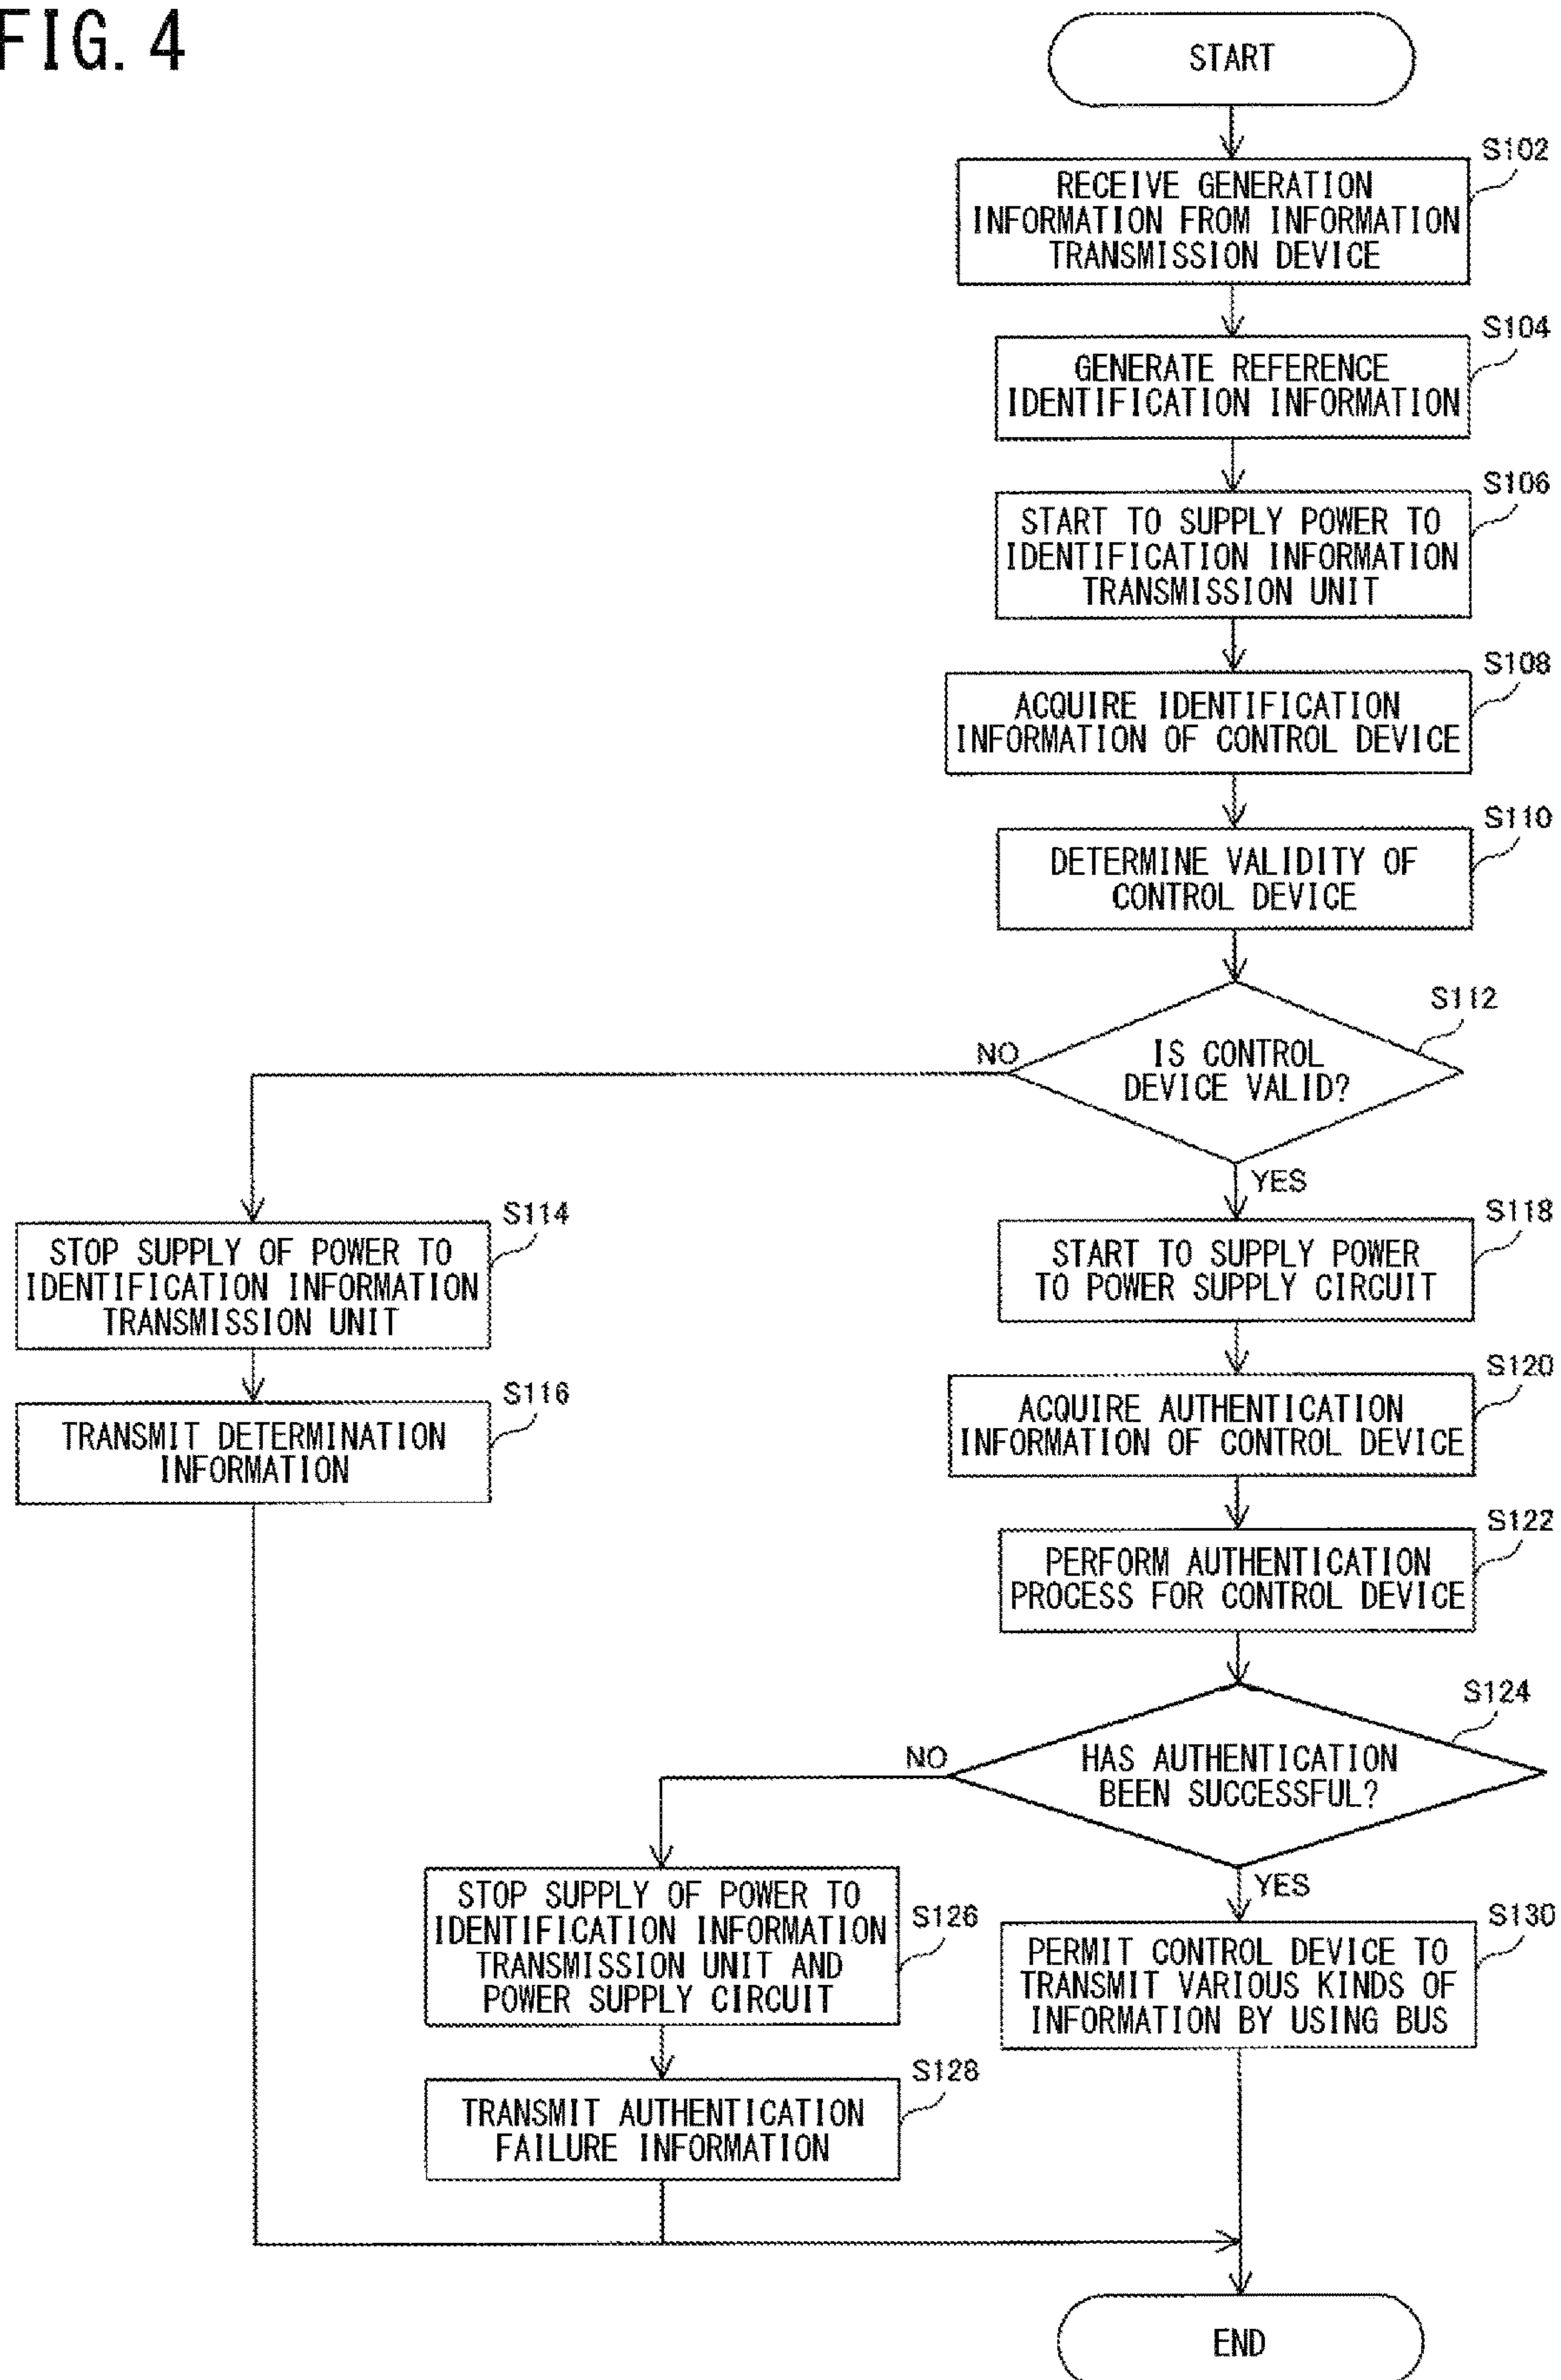 FIG. 4
START
S102
RECEIVE GENERATION
INFORMATION FROM INFORMATION
TRANSMISSION DEVICE
S104
GENERATE REFERENCE
IDENTIFICATION INFORMATION
S106
START TO SUPPLY POWER TO
IDENTIFICATION INFORMATION
TRANSMISSION UNIT
S108
ACQUIRE IDENTIFICATION
INFORMATION OF CONTROL DEVICE
S110
DETERMINE VALIDITY OF
CONTROL DEVICE
S112
IS CONTROL
DEVICE VALID?
NO
YES
S114
STOP SUPPLY OF POWER TO
IDENTIFICATION INFORMATION
TRANSMISSION UNIT
S116
TRANSMIT DETERMINATION
INFORMATION
S118
START TO SUPPLY POWER
TO POWER SUPPLY CIRCUIT
S120
ACQUIRE AUTHENTICATION
INFORMATION OF CONTROL DEVICE
S122
PERFORM AUTHENTICATION
PROCESS FOR CONTROL DEVICE
S124
HAS AUTHENTICATION
BEEN SUCCESSFUL?
NO
YES
S126
STOP SUPPLY OF POWER TO
IDENTIFICATION INFORMATION
TRANSMISSION UNIT AND
POWER SUPPLY CIRCUIT
S128
TRANSMIT AUTHENTICATION
FAILURE INFORMATION
S130
PERMIT CONTROL DEVICE TO
TRANSMIT VARIOUS KINDS OF
INFORMATION BY USING BUS
END